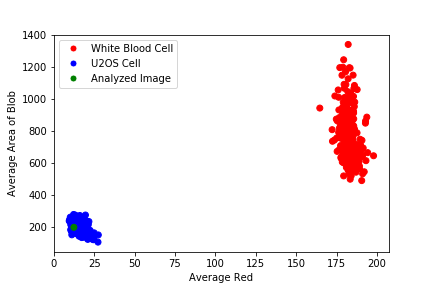 1400
1200
1000
800
600
400
200
Average Area of Blob
White Blood Cell
U2OS Cell
Analyzed Image
0 25 50 75 100 125 150 175 200
Average Red